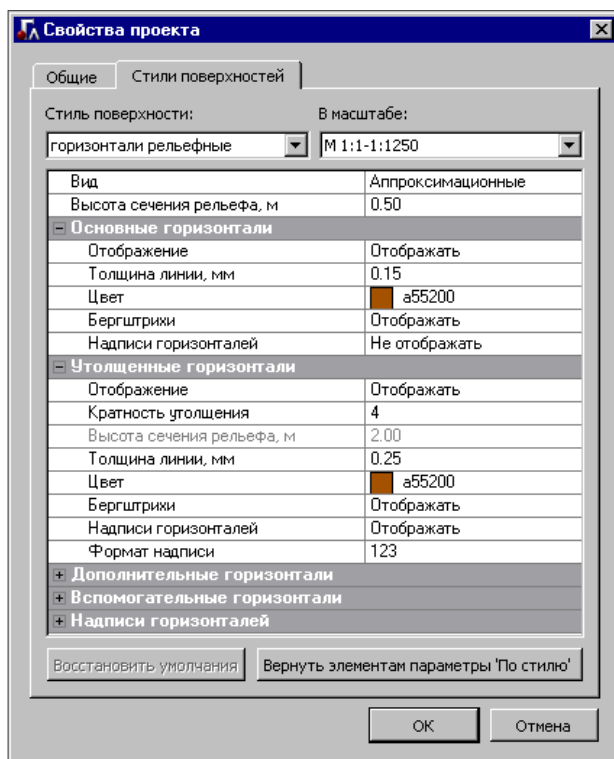 Свойства проекта
Общие Стили поверхностей
Стиль поверхности: В масштабе:
горизонтали рельефные М 1:1-1:1250
Вид Аппроксимационные
Высота сечения рельефа, м 0.50
Основные горизонтали
Отображение Отображать
Толщина линии, мм 0.15
Цвет a55200
Бергштрихи Отображать
Надписи горизонталей Не отображать
Утолщенные горизонтали
Отображение Отображать
Кратность утолщения 4
Высота сечения рельефа, м 2.00
Толщина линии, мм 0.25
Цвет a55200
Бергштрихи Отображать
Надписи горизонталей Отображать
Формат надписи 123
Дополнительные горизонтали
Вспомогательные горизонтали
Надписи горизонталей
Восстановить умолчания Вернуть элементам параметры 'По стилю'
ОК Отмена